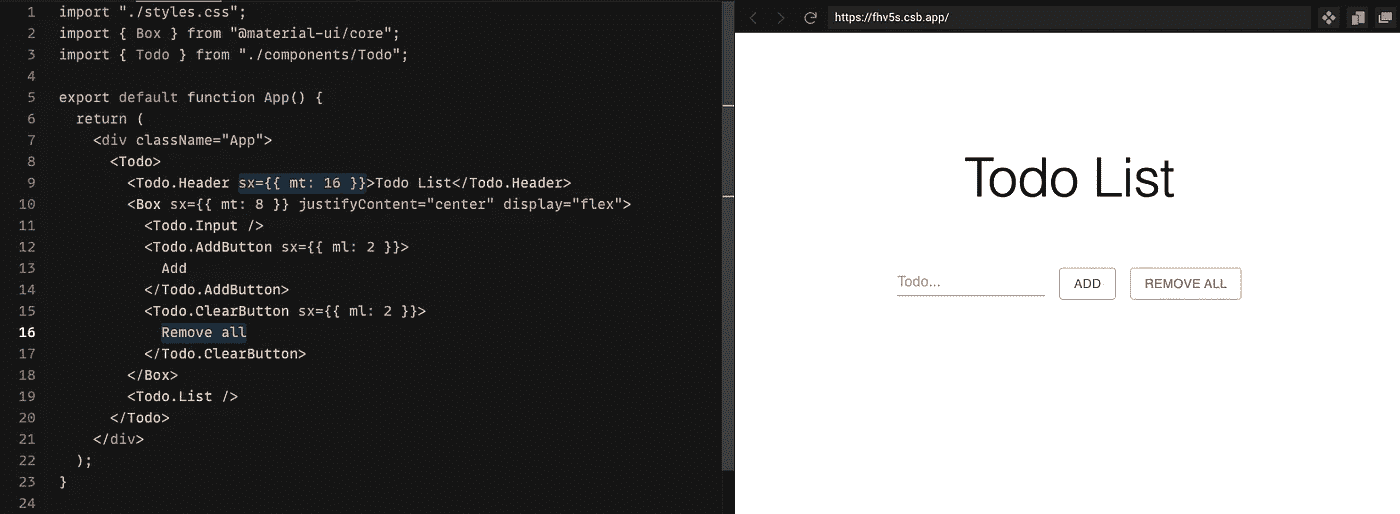 1 import "./styles.css";
2 import { Box } from "@material-ui/core";
3 import { Todo } from "./components/Todo";
4
5 export default function App() {
6   return (
7     <div className="App">
8       <Todo>
9         <Todo.Header sx={{ mt: 16 }}>Todo List</Todo.Header>
10         <Box sx={{ mt: 8 }} justifyContent="center" display="flex">
11           <Todo.Input />
12           <Todo.AddButton sx={{ ml: 2 }}>
13             Add
14           </Todo.AddButton>
15           <Todo.ClearButton sx={{ ml: 2 }}>
16             Remove all
17           </Todo.ClearButton>
18         </Box>
19         <Todo.List />
20       </Todo>
21     </div>
22   );
23 }
24
https://fhv5s.csb.app/
Todo List
Todo... ADD REMOVE ALL